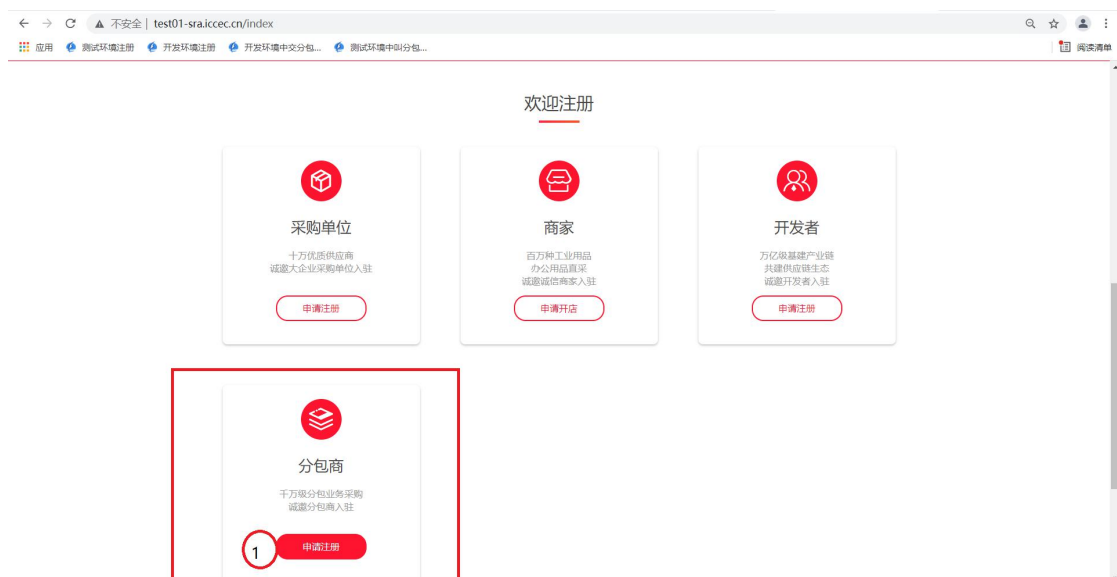 不安全 | test01-sra.iccec.cn/index
应用 测试环境注册 开发环境注册 开发环境中交分包... 测试环境中叫分包... 阅读清单
欢迎注册
采购单位
十万优质供应商
诚邀大企业采购单位入驻
申请注册
商家
百万种工业用品
办公用品直采
诚邀诚信商家入驻
申请开店
开发者
万亿级基建产业链
共建供应链生态
诚邀开发者入驻
申请注册
分包商
千万级分包业务采购
诚邀分包商入驻
1 申请注册